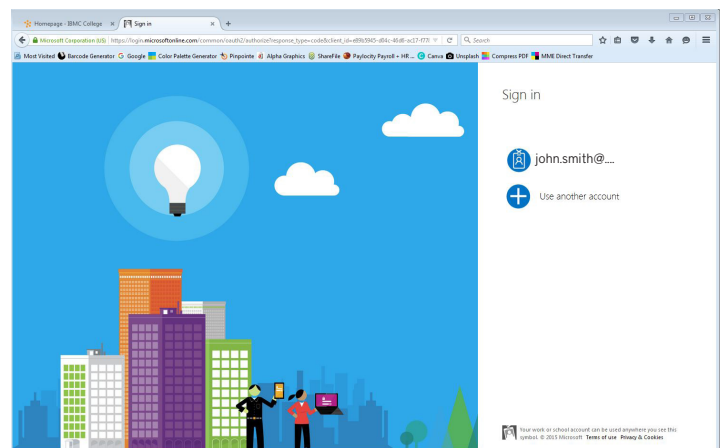 Homepage - IBMC College
Sign in
Microsoft Corporation (US) https://login.microsoftonline.com/common/oauth2/authorize?response_type=code&client_id=
Search
Most Visited Barcode Generator Google Color Palette Generator Pinpointe Alpha Graphics ShareFile Paylocity Payroll + HR ... Canva Unsplash Compress PDF MME Direct Transfer
Sign in
john.smith@....
Use another account
Your work or school account can be used anywhere you see this
symbol. © 2015 Microsoft Terms of use Privacy & Cookies